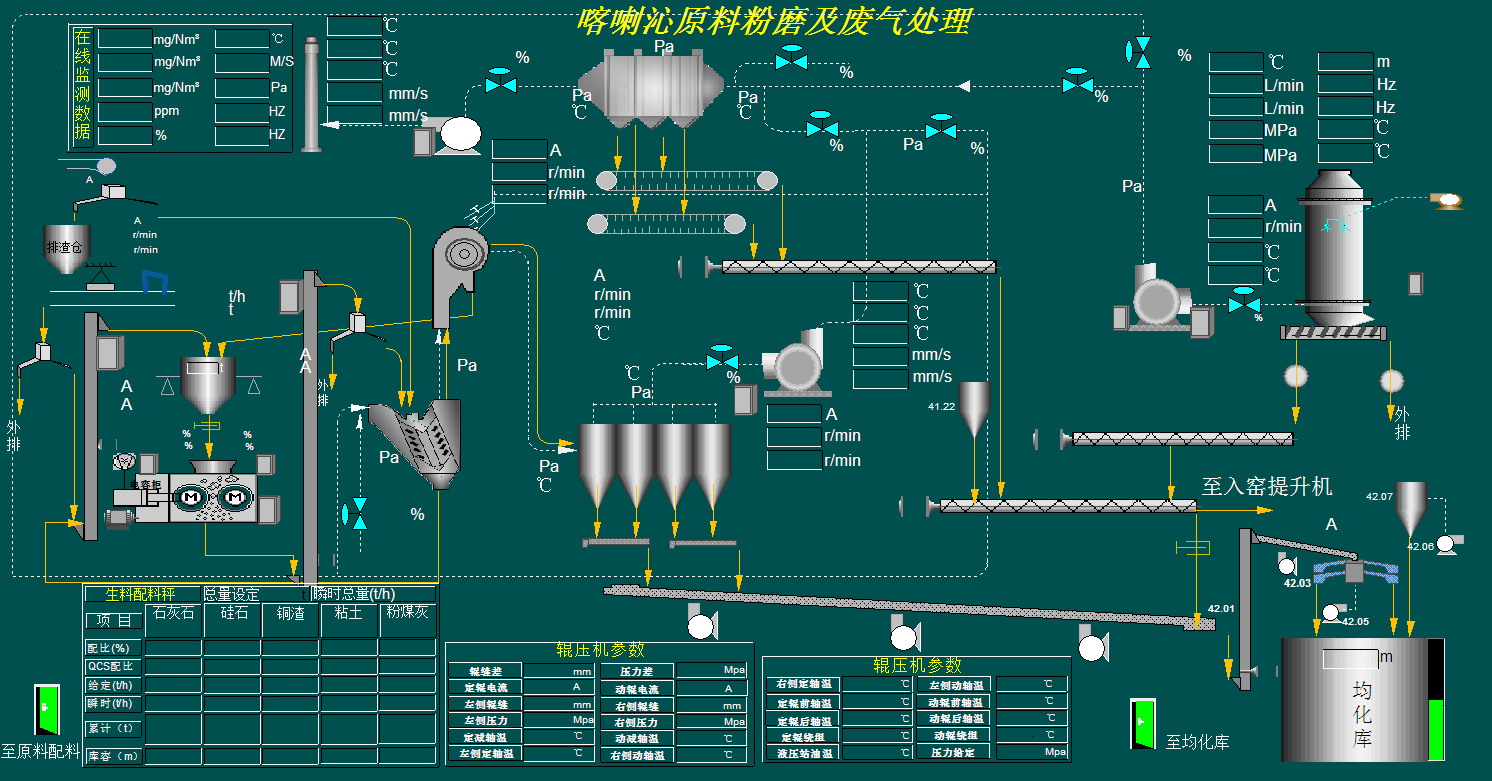 喀喇沁原料粉磨及废气处理
在线监测数据
mg/Nm³ ℃
mg/Nm³ M/S
mg/Nm³ Pa
ppm HZ
% HZ
℃
℃
℃
mm/s
mm/s
%
Pa
Pa
℃
Pa
℃
%
%
Pa
%
%
%
Pa
℃ m
L/min Hz
L/min Hz
MPa ℃
MPa ℃
A
r/min
℃
℃
%
A
r/min
r/min
A
A
r/min
r/min
排渣仓
t/h
t
A
r/min
r/min
℃
℃
℃
℃
mm/s
mm/s
A
r/min
r/min
℃
Pa
%
Pa
℃
Pa
Pa
%
A
A
A
A
t
外排
外排
外排
% %
% %
电容柜
M M
41.22
至入窑提升机
42.07
42.06
A
42.03
42.05
42.01
m
均化库
至原料配料
至均化库
生料配料秤 总量设定 t 瞬时总量(t/h)
项 目 石灰石 硅石 铜渣 粘土 粉煤灰
配比(%)
QCS配比
给定(t/h)
瞬时(t/h)
累计（t）
库容（m）
辊压机参数
辊缝差 mm 压力差 Mpa
定辊电流 A 动辊电流 A
左侧辊缝 mm 右侧辊缝 mm
左侧压力 Mpa 右侧压力 Mpa
定减轴温 ℃ 动减轴温 ℃
左侧定轴温 ℃ 右侧动轴温 ℃
辊压机参数
右侧定轴温 ℃ 左侧动轴温 ℃
定辊前轴温 ℃ 动辊前轴温 ℃
定辊后轴温 ℃ 动辊后轴温 ℃
定辊绕组 ℃ 动辊绕组 ℃
液压站油温 ℃ 压力给定 Mpa